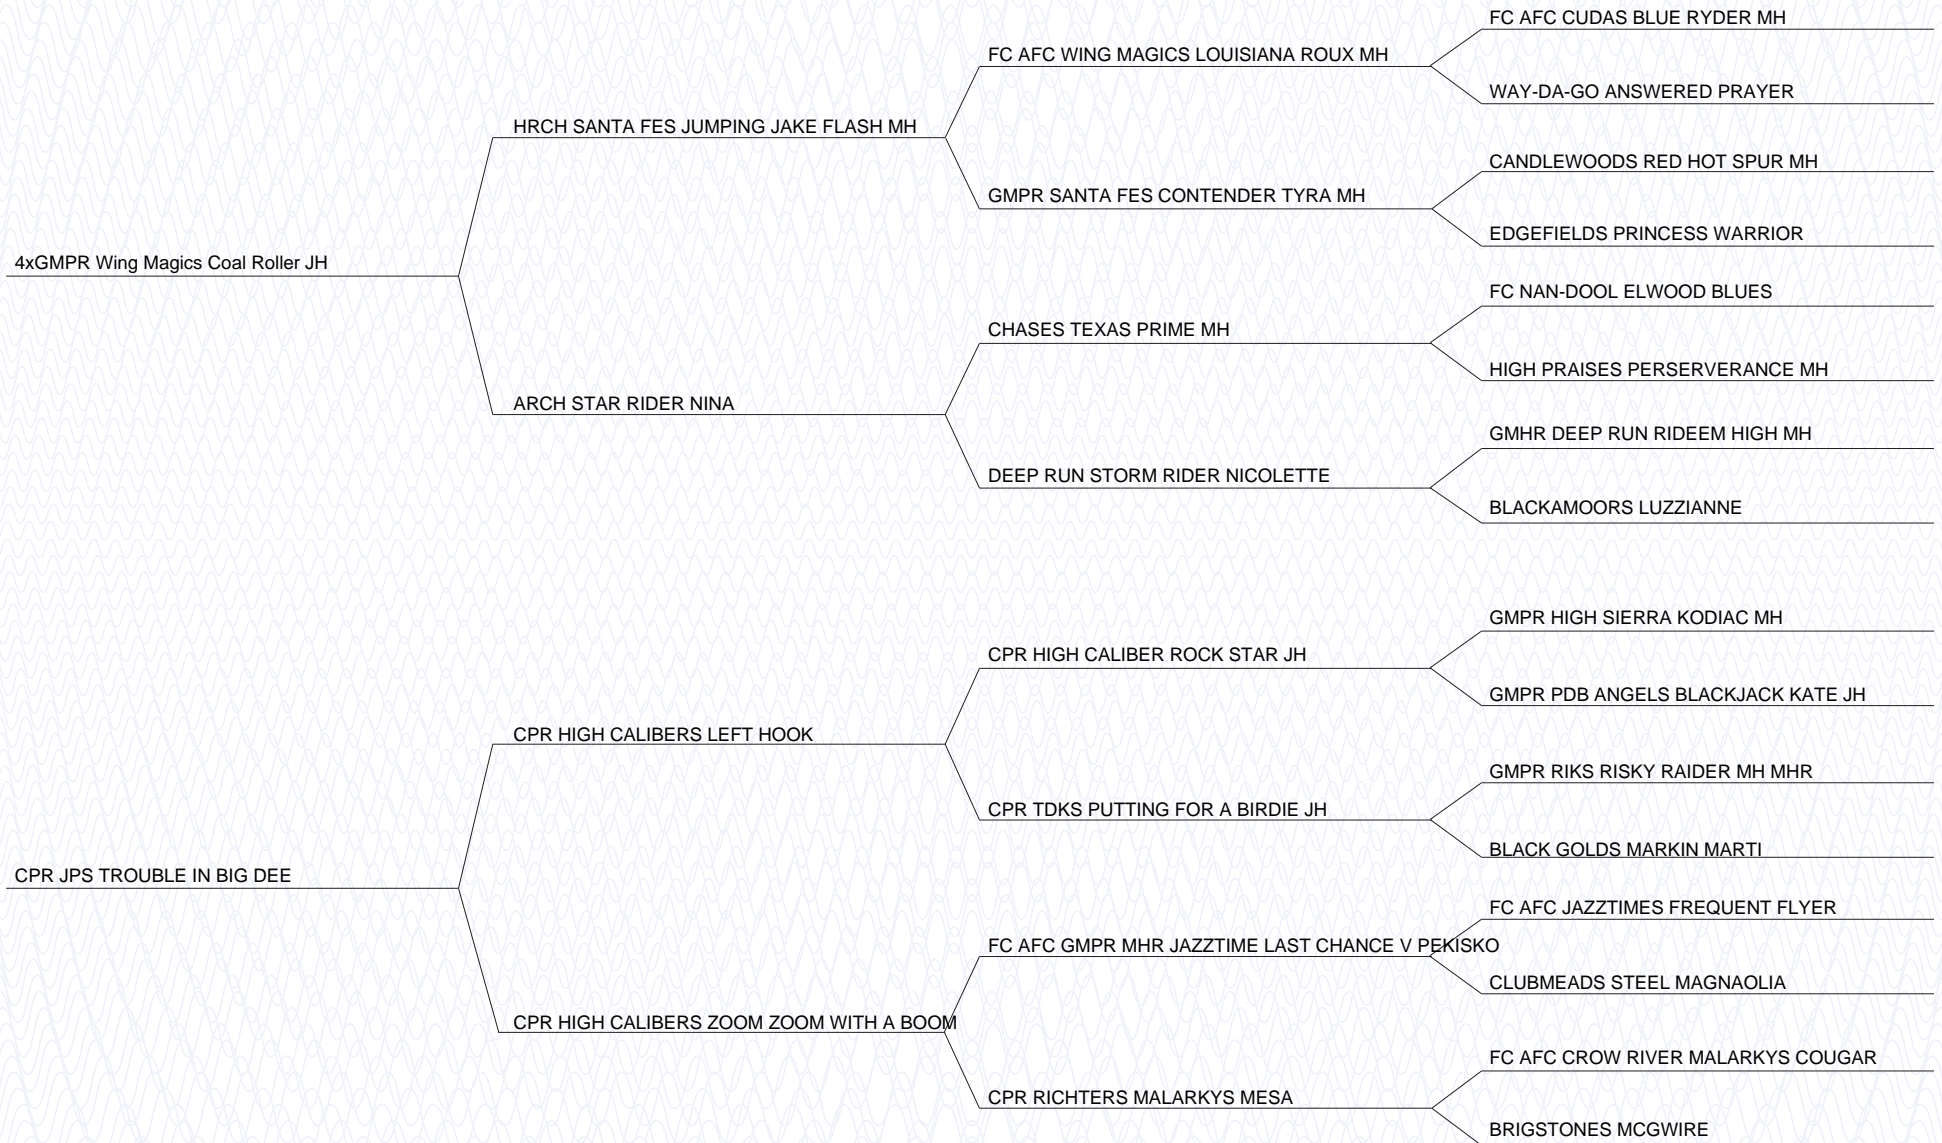 4xGMPR Wing Magics Coal Roller JH
HRCH SANTA FES JUMPING JAKE FLASH MH
FC AFC WING MAGICS LOUISIANA ROUX MH
FC AFC CUDAS BLUE RYDER MH
WAY-DA-GO ANSWERED PRAYER
GMPR SANTA FES CONTENDER TYRA MH
CANDLEWOODS RED HOT SPUR MH
EDGEFIELDS PRINCESS WARRIOR
ARCH STAR RIDER NINA
CHASES TEXAS PRIME MH
FC NAN-DOOL ELWOOD BLUES
HIGH PRAISES PERSERVERANCE MH
DEEP RUN STORM RIDER NICOLETTE
GMHR DEEP RUN RIDEEM HIGH MH
BLACKAMOORS LUZZIANNE
CPR JPS TROUBLE IN BIG DEE
CPR HIGH CALIBERS LEFT HOOK
CPR HIGH CALIBER ROCK STAR JH
GMPR HIGH SIERRA KODIAC MH
GMPR PDB ANGELS BLACKJACK KATE JH
CPR TDKS PUTTING FOR A BIRDIE JH
GMPR RIKS RISKY RAIDER MH MHR
BLACK GOLDS MARKIN MARTI
CPR HIGH CALIBERS ZOOM ZOOM WITH A BOOM
FC AFC GMPR MHR JAZZTIME LAST CHANCE V PEKISKO
FC AFC JAZZTIMES FREQUENT FLYER
CLUBMEADS STEEL MAGNAOLIA
CPR RICHTERS MALARKYS MESA
FC AFC CROW RIVER MALARKYS COUGAR
BRIGSTONES MCGWIRE